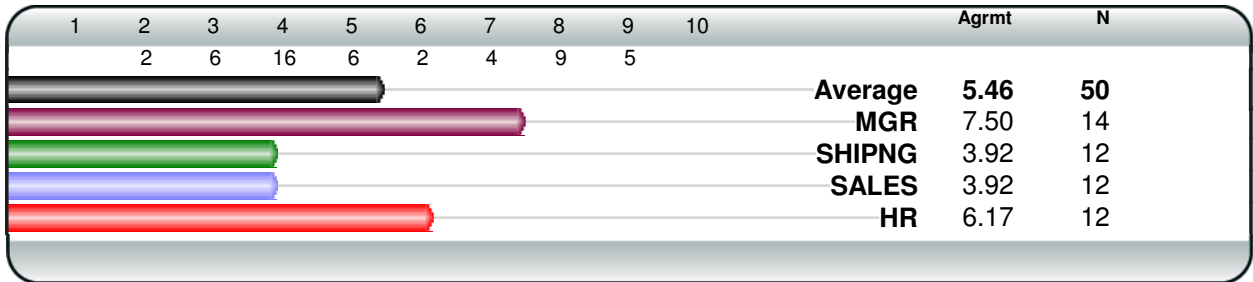 1 2 3 4 5 6 7 8 9 10 Agrmt N
2 6 16 6 2 4 9 5
Average 5.46 50
MGR 7.50 14
SHIPNG 3.92 12
SALES 3.92 12
HR 6.17 12